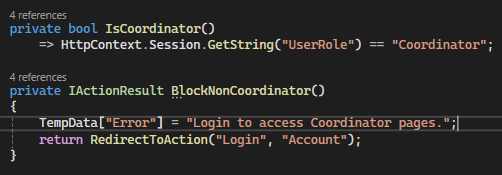 4 references
private bool IsCoordinator()
=> HttpContext.Session.GetString("UserRole") == "Coordinator";
4 references
private IActionResult BlockNonCoordinator()
{
TempData["Error"] = "Login to access Coordinator pages.";
return RedirectToAction("Login", "Account");
}